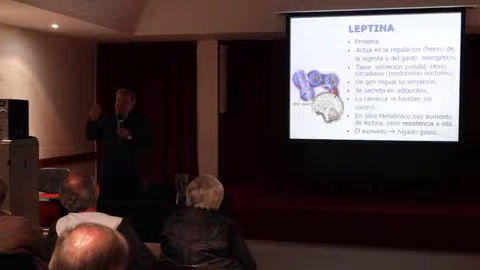 LEPTINA
• Proteína.
• Actúa en la regulación (freno) de
la ingesta y del gasto energético.
• Tiene secreción pulsátil, ritmo
circadiano (predominio nocturno)
• Un gen regula su secreción.
• Se secreta en adipocitos.
• La carencia → hambre sin
control.
• En Sdre Metabólico hay aumento
de leptina, pero resistencia a ella.
• El aumento → hígado graso.